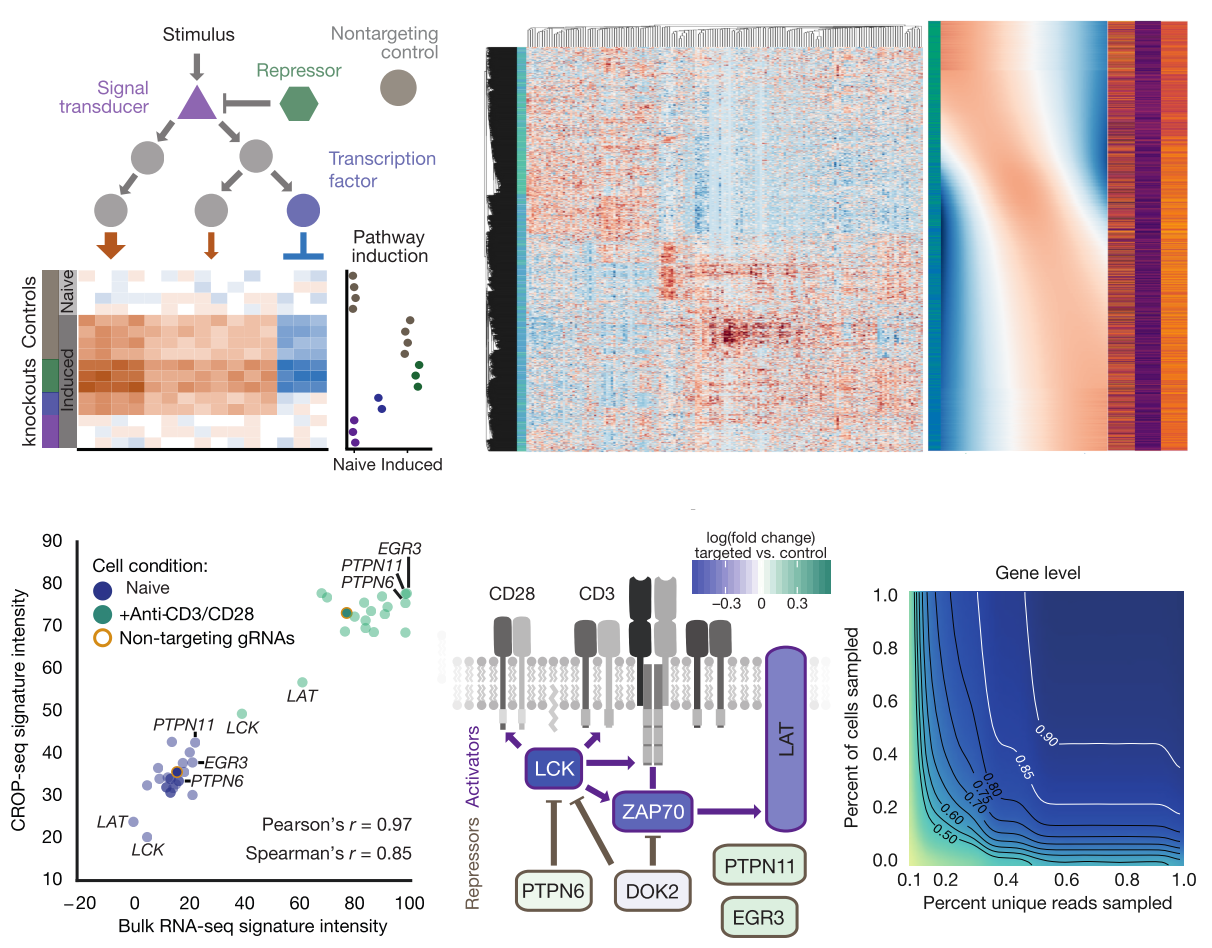 Stimulus
Nontargeting
control
Signal
transducer
Repressor
Transcription
factor
Pathway
induction
Controls
Naive
knockouts
Induced
Naive Induced
CROP-seq signature intensity
90
80
70
60
50
40
30
20
10
Cell condition:
Naive
+Anti-CD3/CD28
Non-targeting gRNAs
EGR3
PTPN11
PTPN6
LAT
LCK
PTPN11
EGR3
PTPN6
LAT
LCK
Pearson's r = 0.97
Spearman's r = 0.85
−20 0 20 40 60 80 100
Bulk RNA-seq signature intensity
log(fold change)
targeted vs. control
−0.3 0 0.3
CD28
CD3
LAT
Activators
Repressors
LCK
ZAP70
PTPN6
DOK2
PTPN11
EGR3
Gene level
Percent of cells sampled
1.0
0.8
0.6
0.4
0.2
0.0
0.90
0.85
0.80
0.75
0.70
0.60
0.50
0.1 0.2 0.4 0.6 0.8 1.0
Percent unique reads sampled